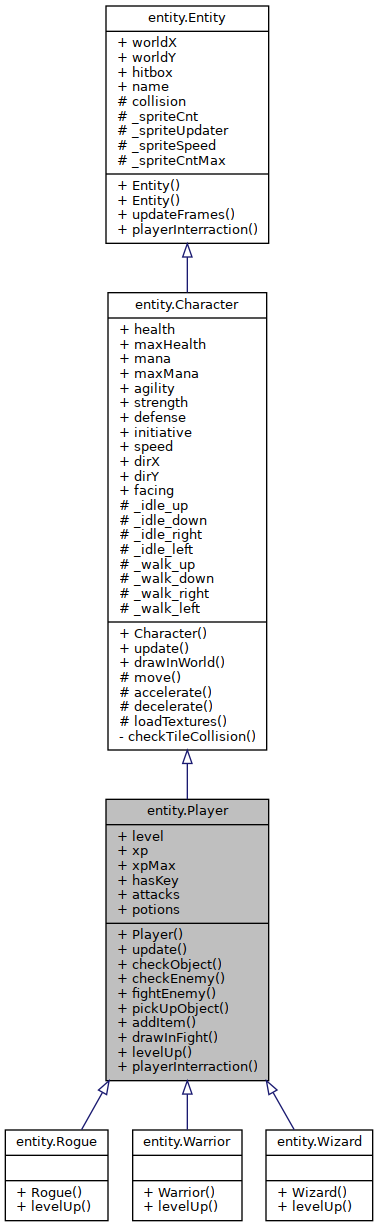 entity.Entity
+ worldX
+ worldY
+ hitbox
+ name
# collision
# _spriteCnt
# _spriteUpdater
# _spriteSpeed
# _spriteCntMax
+ Entity()
+ Entity()
+ updateFrames()
+ playerInterraction()
entity.Character
+ health
+ maxHealth
+ mana
+ maxMana
+ agility
+ strength
+ defense
+ initiative
+ speed
+ dirX
+ dirY
+ facing
# _idle_up
# _idle_down
# _idle_right
# _idle_left
# _walk_up
# _walk_down
# _walk_right
# _walk_left
+ Character()
+ update()
+ drawInWorld()
# move()
# accelerate()
# decelerate()
# loadTextures()
- checkTileCollision()
entity.Player
+ level
+ xp
+ xpMax
+ hasKey
+ attacks
+ potions
+ Player()
+ update()
+ checkObject()
+ checkEnemy()
+ fightEnemy()
+ pickUpObject()
+ addItem()
+ drawInFight()
+ levelUp()
+ playerInterraction()
entity.Rogue
+ Rogue()
+ levelUp()
entity.Warrior
+ Warrior()
+ levelUp()
entity.Wizard
+ Wizard()
+ levelUp()